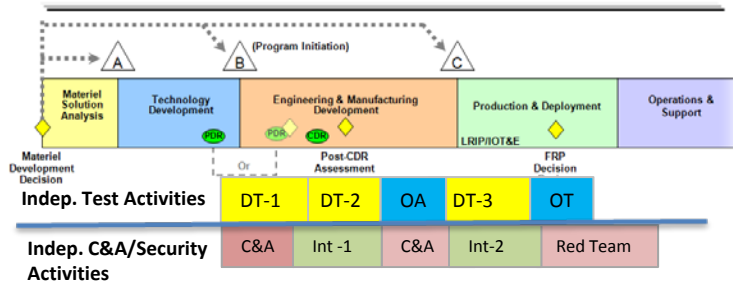 A
B
(Program Initiation)
C
Materiel
Solution
Analysis
Technology
Development
Engineering & Manufacturing
Development
Production & Deployment
Operations &
Support
PDR
PDR
CDR
LRIP/IOT&E
Materiel
Development
Decision
Or
Post-CDR
Assessment
FRP
Decision
Indep. Test Activities
DT-1
DT-2
OA
DT-3
OT
Indep. C&A/Security
Activities
C&A
Int -1
C&A
Int-2
Red Team